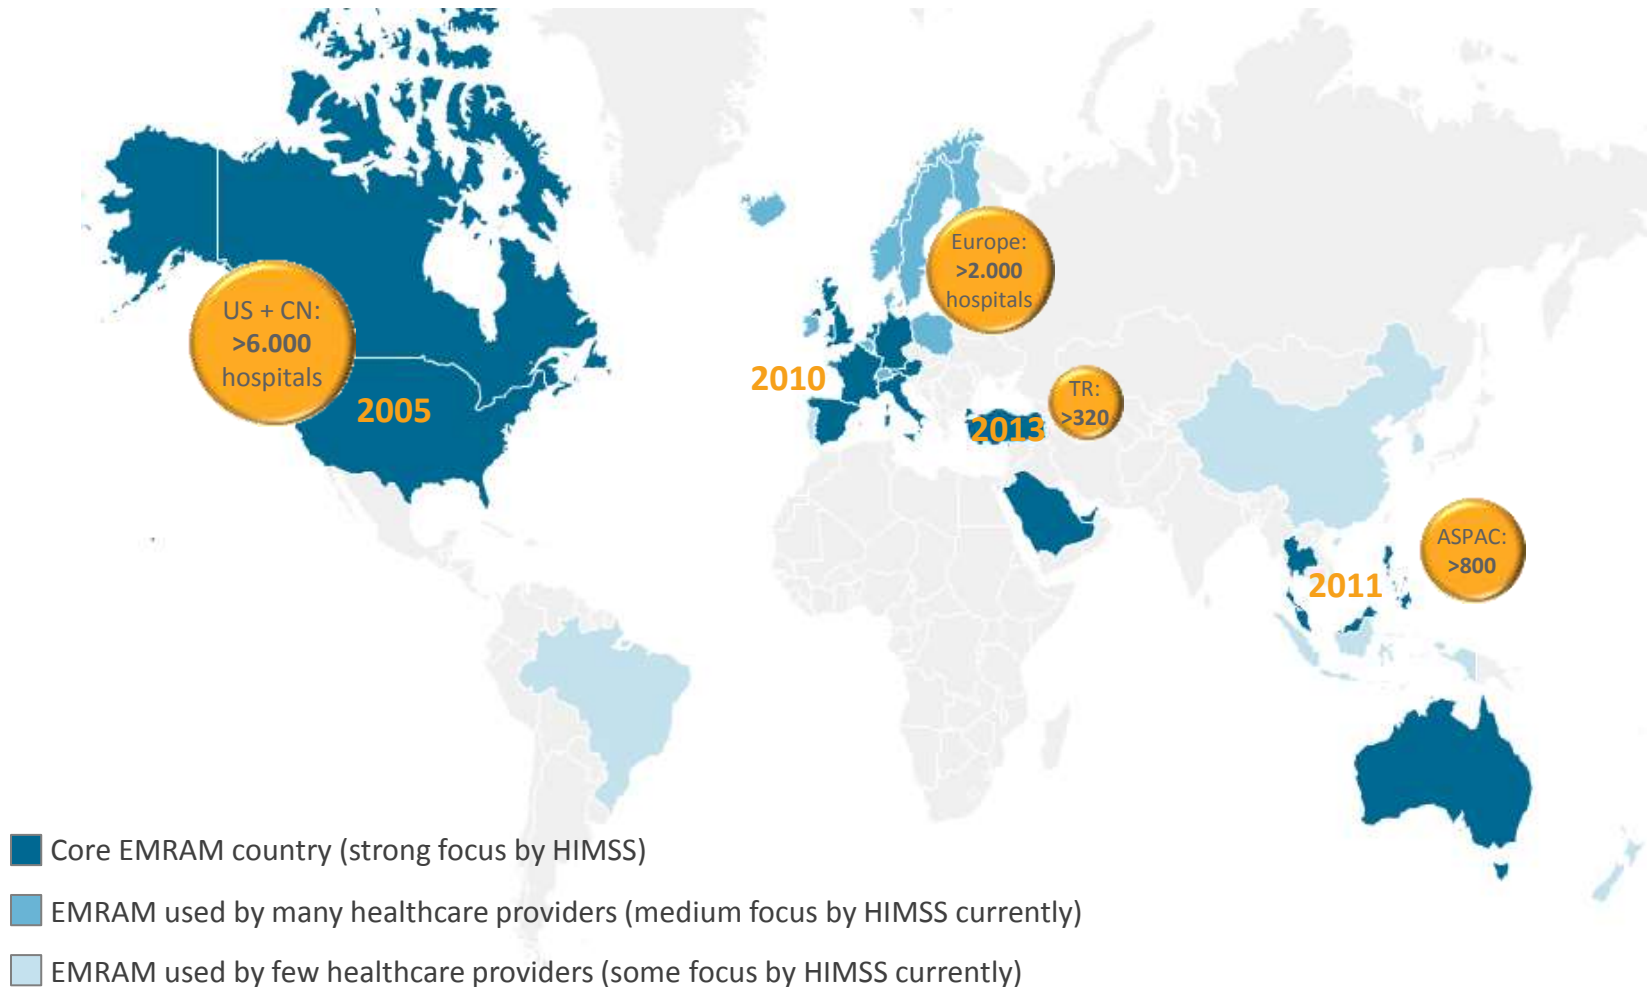 Europe:
>2.000
hospitals
US + CN:
>6.000
hospitals
2010
TR:
>320
2005
2013
ASPAC:
>800
2011
Core EMRAM country (strong focus by HIMSS)
EMRAM used by many healthcare providers (medium focus by HIMSS currently)
EMRAM used by few healthcare providers (some focus by HIMSS currently)